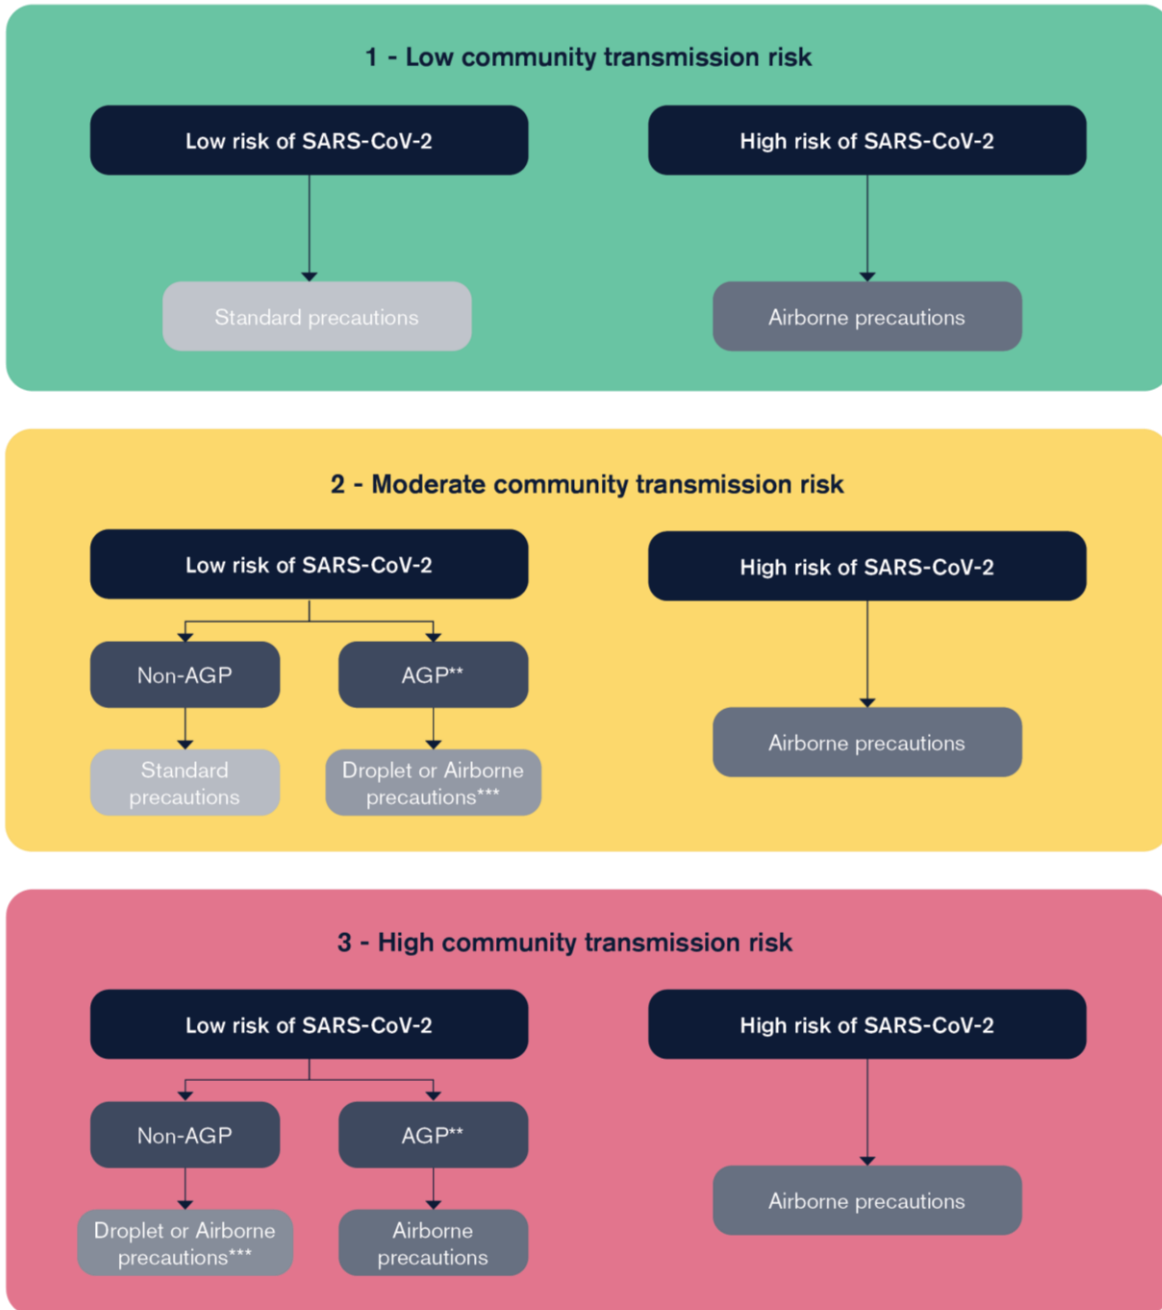 1 - Low community transmission risk
Low risk of SARS-CoV-2
High risk of SARS-CoV-2
Standard precautions
Airborne precautions
2 - Moderate community transmission risk
Low risk of SARS-CoV-2
High risk of SARS-CoV-2
Non-AGP
AGP**
Airborne precautions
Standard
precautions
Droplet or Airborne
precautions***
3 - High community transmission risk
Low risk of SARS-CoV-2
High risk of SARS-CoV-2
Non-AGP
AGP**
Airborne precautions
Droplet or Airborne
precautions***
Airborne
precautions